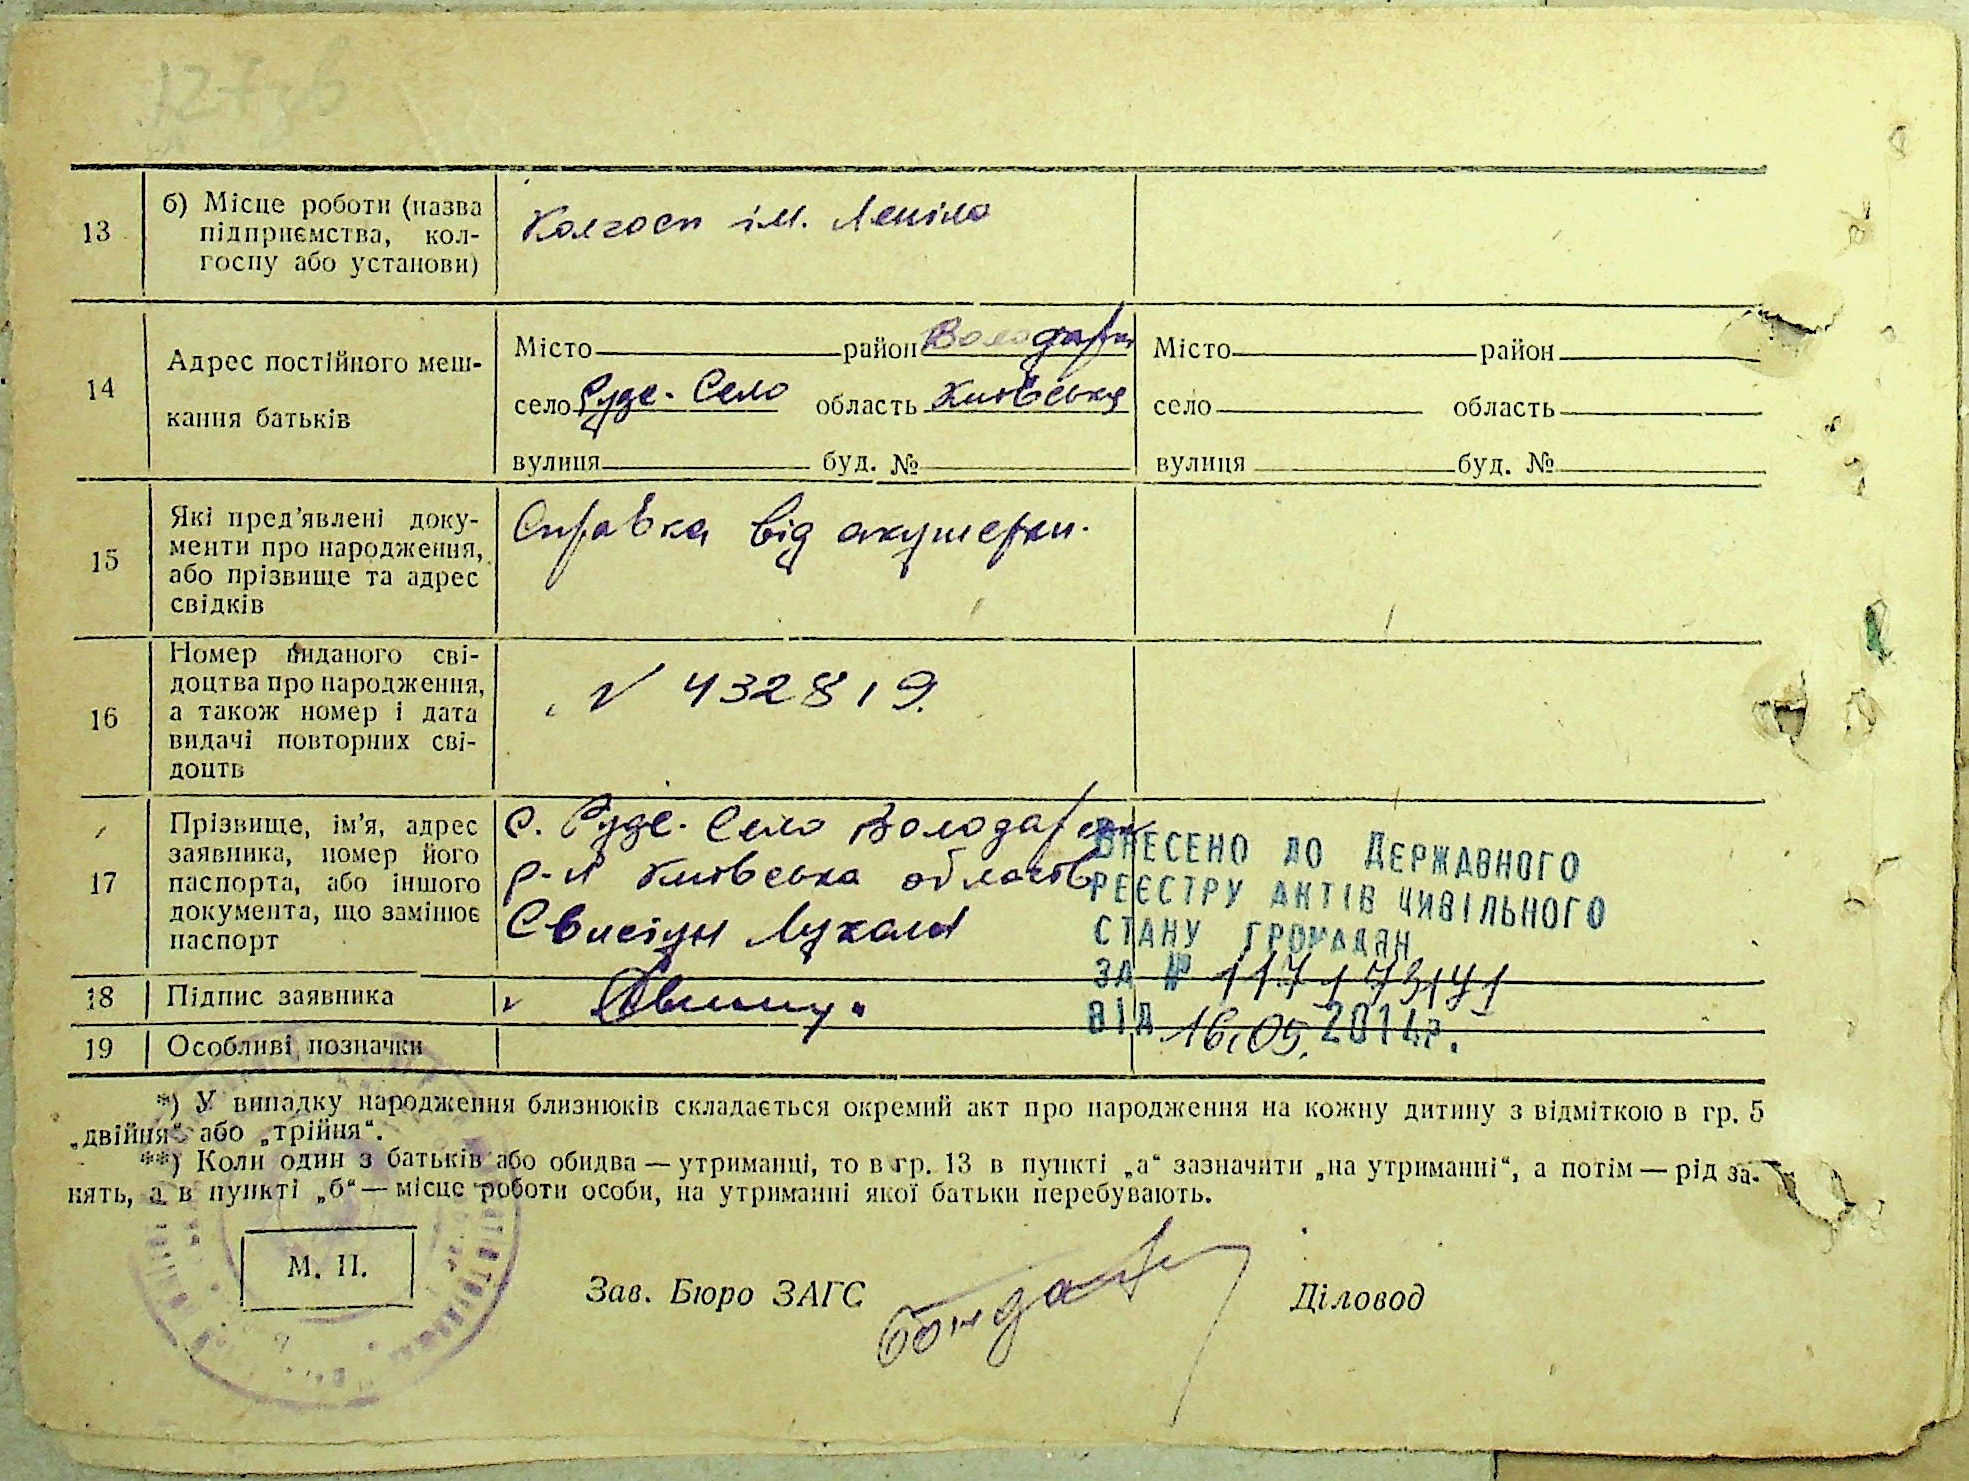 127зв
13
б) Місце роботи (назва
підприємства, кол-
госпу або установи)
Колгосп ім. Леніна
14
Адрес постійного меш-
кання батьків
Місто район Володарськ
село Руде-Село область Київська
вулиця буд. №
Місто район
село область
вулиця буд. №
15
Які пред'явлені доку-
менти про народження,
або прізвище та адрес
свідків
Справка від акушерки.
16
Номер виданого сві-
доцтва про народження,
а також номер і дата
видачі повторних сві-
доцтв
№ 432819.
17
Прізвище, ім'я, адрес
заявника, номер його
паспорта, або іншого
документа, що замінює
паспорт
с. Руде-Село Володарськ
р-н Київська область
Свисіун
ВНЕСЕНО ДО ДЕРЖАВНОГО
РЕЄСТРУ АКТІВ ЦИВІЛЬНОГО
СТАНУ ГРОМАДЯН
ЗА №
ВІД 16.05.2014р.
18
Підпис заявника
19
Особливі позначки
*) У випадку народження близнюків складається окремий акт про народження на кожну дитину з відміткою в гр. 5
„двійня“ або „трійня“.
**) Коли один з батьків або обидва — утриманці, то в гр. 13 в пункті „а“ зазначити „на утриманні“, а потім — рід за-
нять, а в пункті „б“ — місце роботи особи, на утриманні якої батьки перебувають.
М. П.
Зав. Бюро ЗАГС
Діловод